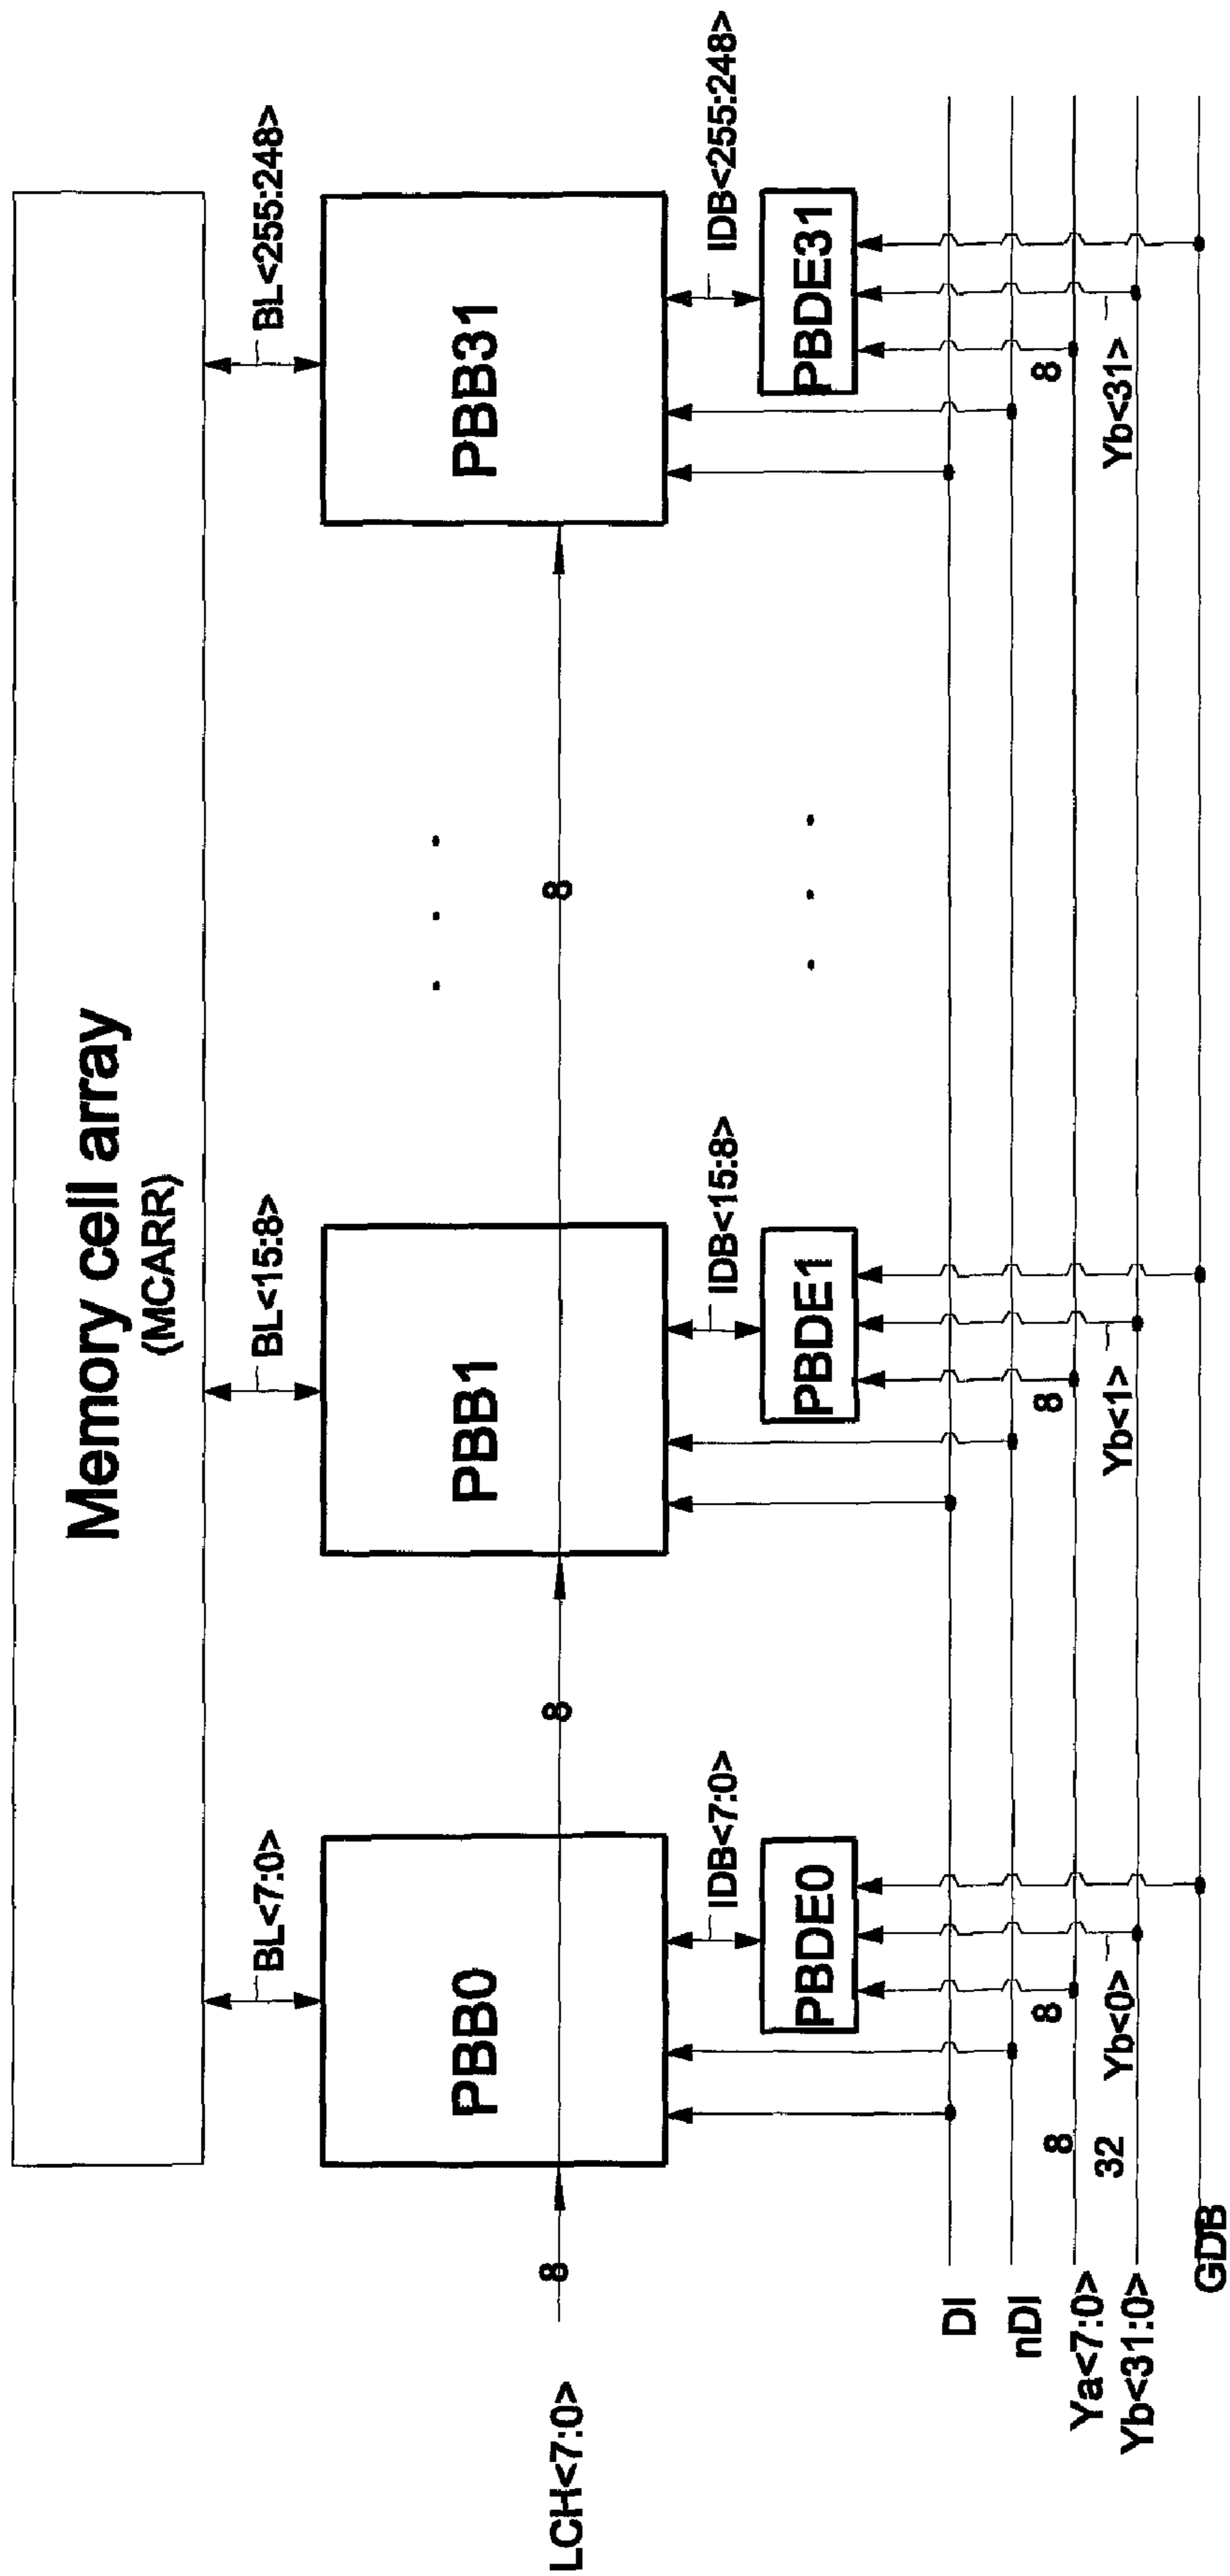 Memory cell array
(MCARR)
BL<7:0>
BL<15:8>
BL<255:248>
PBB0
PBB1
PBB31
LCH<7:0>
8
8
8
IDB<7:0>
IDB<15:8>
IDB<255:248>
PBDE0
PBDE1
PBDE31
DI
nDI
Ya<7:0>
8
8
8
8
Yb<31:0>
32
Yb<0>
Yb<1>
Yb<31>
GDB